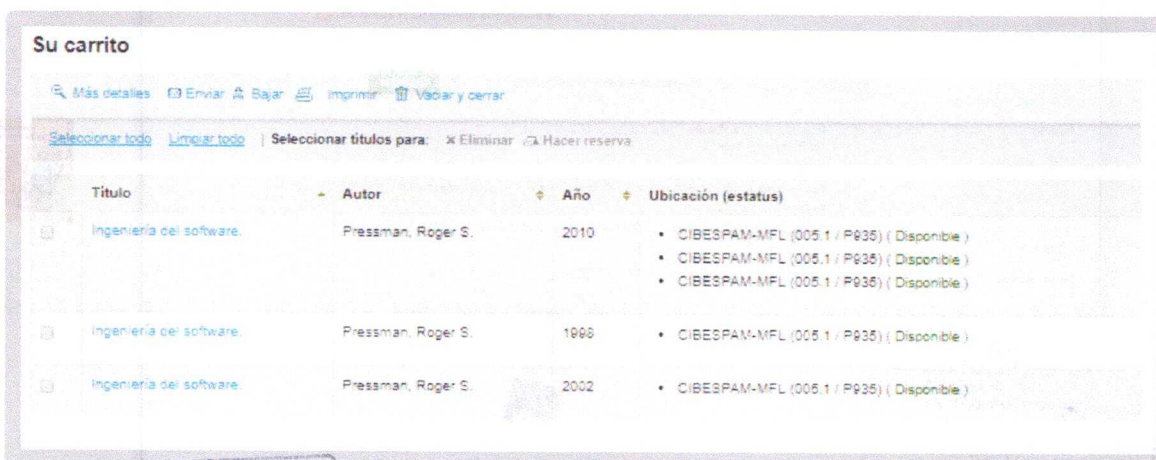 Su carrito
Más detalles Enviar Bajar Imprimir Vaciar y cerrar
Seleccionar todo Limpiar todo | Seleccionar titulos para: × Eliminar Hacer reserva
Título Autor Año Ubicación (estatus)
Ingeniería del software. Pressman, Roger S. 2010 • CIBESPAM-MFL (005.1 / P935) ( Disponible )
• CIBESPAM-MFL (005.1 / P935) ( Disponible )
• CIBESPAM-MFL (005.1 / P935) ( Disponible )
Ingeniería del software. Pressman, Roger S. 1998 • CIBESPAM-MFL (005.1 / P935) ( Disponible )
Ingeniería del software. Pressman, Roger S. 2002 • CIBESPAM-MFL (005.1 / P935) ( Disponible )